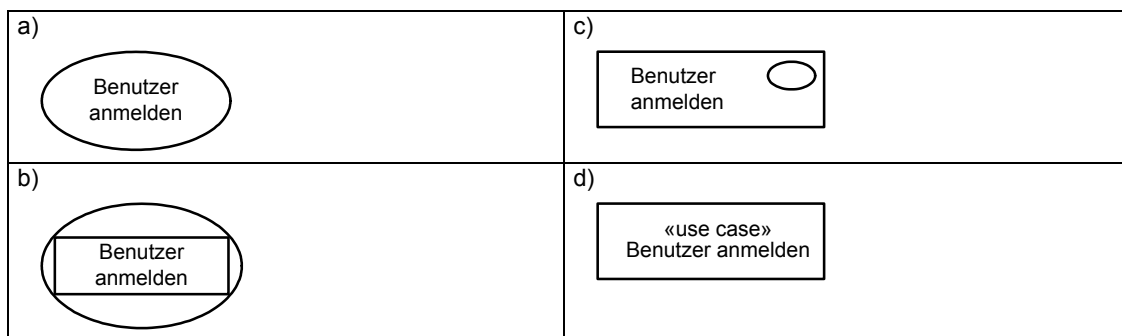 a)
Benutzer
anmelden
c)
Benutzer
anmelden
b)
Benutzer
anmelden
d)
«use case»
Benutzer anmelden